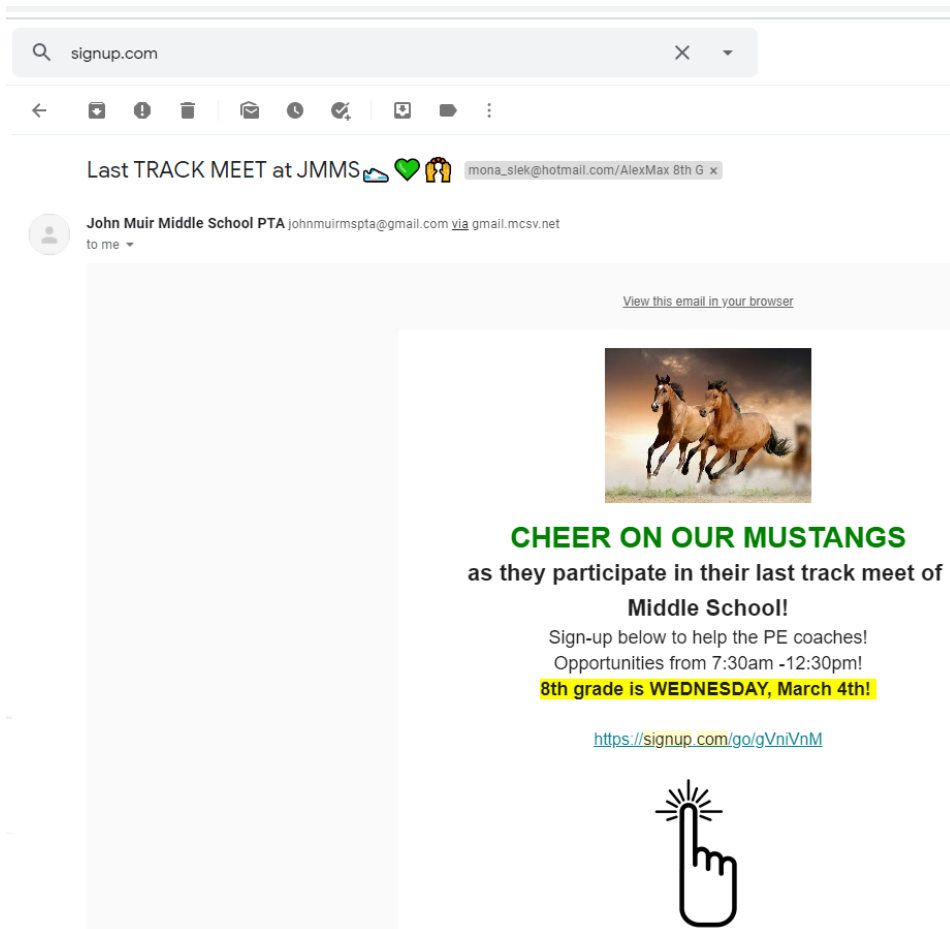 signup.com
Last TRACK MEET at JMMS👟💚🙌 mona_slek@hotmail.com/AlexMax 8th G ×
John Muir Middle School PTA johnmuirmspta@gmail.com via gmail.mcsv.net
to me
View this email in your browser
CHEER ON OUR MUSTANGS
as they participate in their last track meet of
Middle School!
Sign-up below to help the PE coaches!
Opportunities from 7:30am -12:30pm!
8th grade is WEDNESDAY, March 4th!
https://signup.com/go/gVniVnM